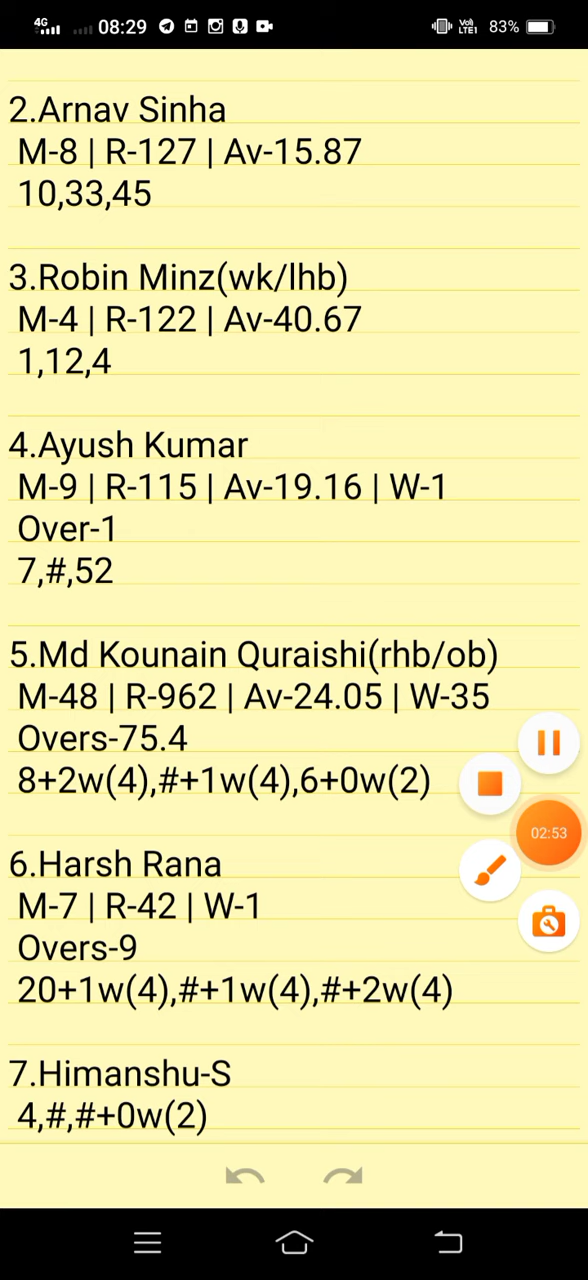 4G 08:29 Vol) LTE1 83%
2.Arnav Sinha
M-8 | R-127 | Av-15.87
10,33,45
3.Robin Minz(wk/lhb)
M-4 | R-122 | Av-40.67
1,12,4
4.Ayush Kumar
M-9 | R-115 | Av-19.16 | W-1
Over-1
7,#,52
5.Md Kounain Quraishi(rhb/ob)
M-48 | R-962 | Av-24.05 | W-35
Overs-75.4
8+2w(4),#+1w(4),6+0w(2)
02:53
6.Harsh Rana
M-7 | R-42 | W-1
Overs-9
20+1w(4),#+1w(4),#+2w(4)
7.Himanshu-S
4,#,#+0w(2)